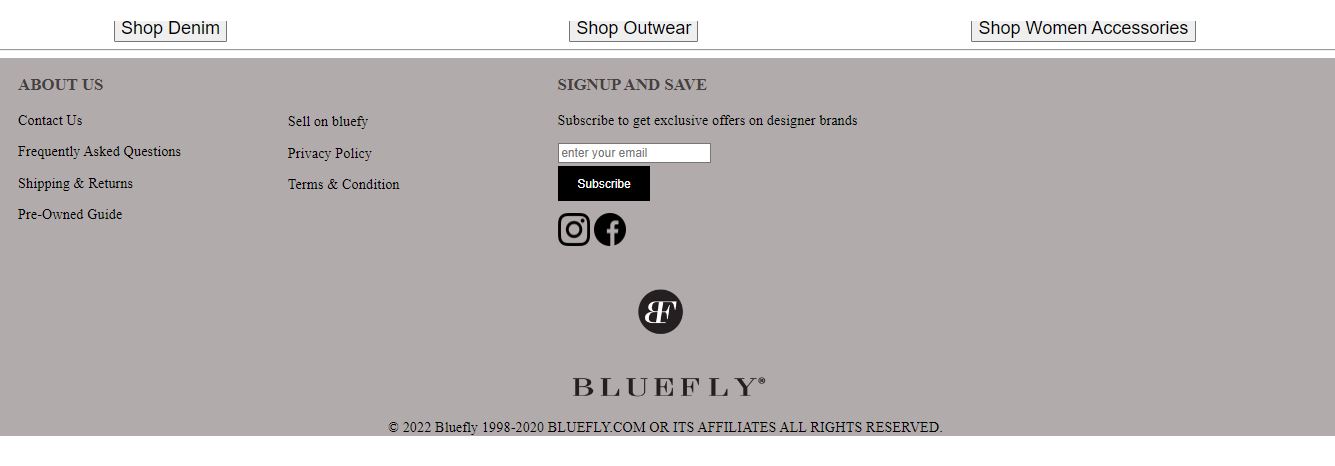 Shop Denim Shop Outwear Shop Women Accessories
ABOUT US
Contact Us
Frequently Asked Questions
Shipping & Returns
Pre-Owned Guide
Sell on bluefy
Privacy Policy
Terms & Condition
SIGNUP AND SAVE
Subscribe to get exclusive offers on designer brands
enter your email
Subscribe
BF
BLUEFLY®
© 2022 Bluefly 1998-2020 BLUEFLY.COM OR ITS AFFILIATES ALL RIGHTS RESERVED.